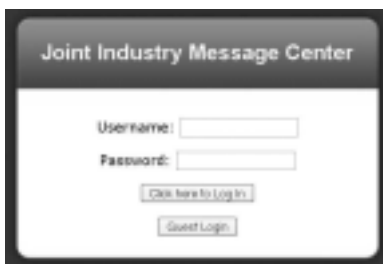 Joint Industry Message Center
Username:
Password:
Click here to Log In
Guest Login